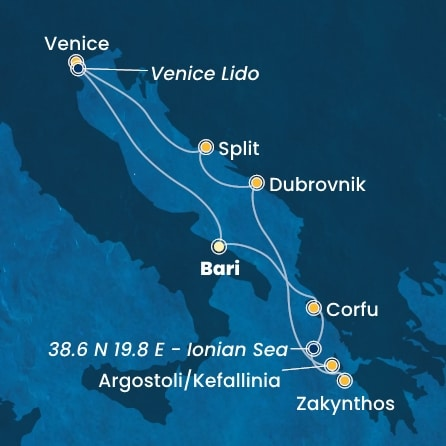 Venice
Venice Lido
Split
Dubrovnik
Bari
Corfu
38.6 N 19.8 E - Ionian Sea
Argostoli/Kefallinia
Zakynthos